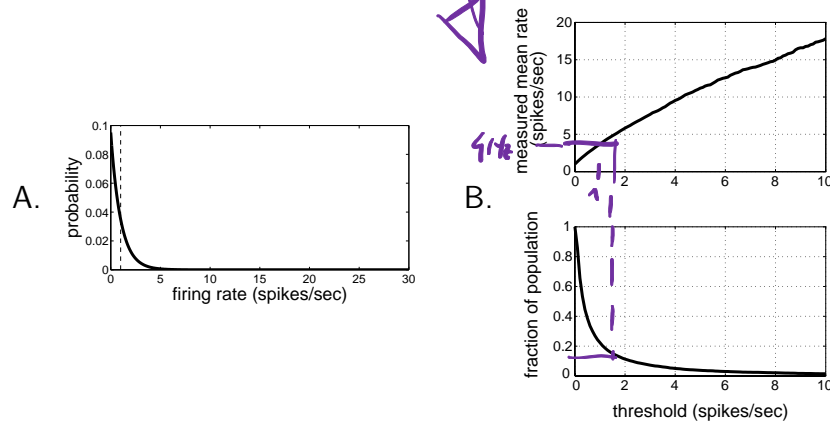 A.
probability
0.1
0.08
0.06
0.04
0.02
0
0 5 10 15 20 25 30
firing rate (spikes/sec)
B.
measured mean rate
(spikes/sec)
20
15
10
5
0
0 2 4 6 8 10
fraction of population
1
0.8
0.6
0.4
0.2
0
0 2 4 6 8 10
threshold (spikes/sec)